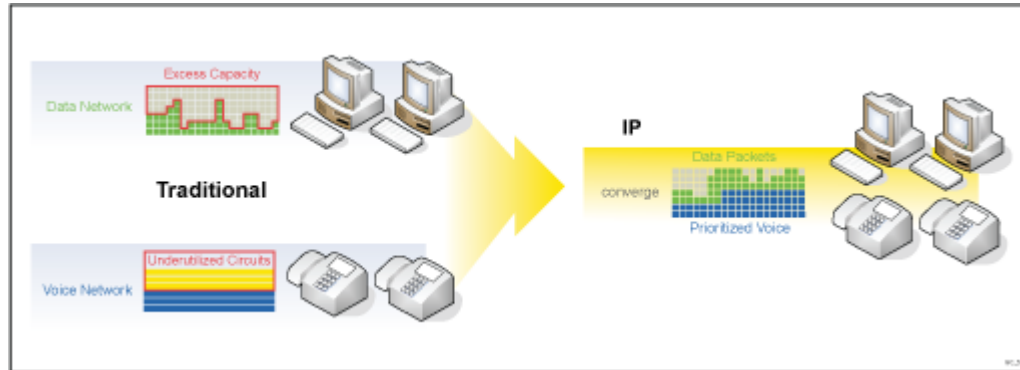 Excess Capacity
Data Network
Traditional
Underutilized Circuits
Voice Network
IP
Data Packets
converge
Prioritized Voice